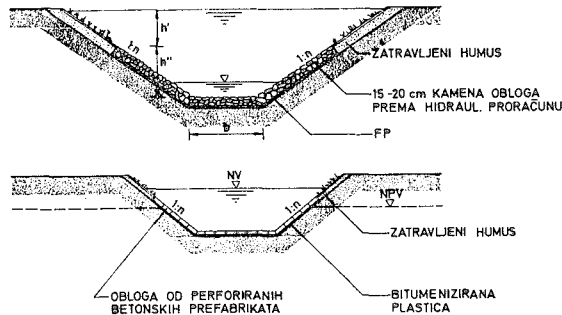 h'
1:n
1:n
h"
ZATRAVLJENI HUMUS
15-20 cm KAMENA OBLOGA
PREMA HIDRAUL. PRORAČUNU
b
FP
NV
NPV
1:n
1:n
ZATRAVLJENI HUMUS
OBLOGA OD PERFORIRANIH
BETONSKIH PREFABRIKATA
BITUMENIZIRANA
PLASTICA